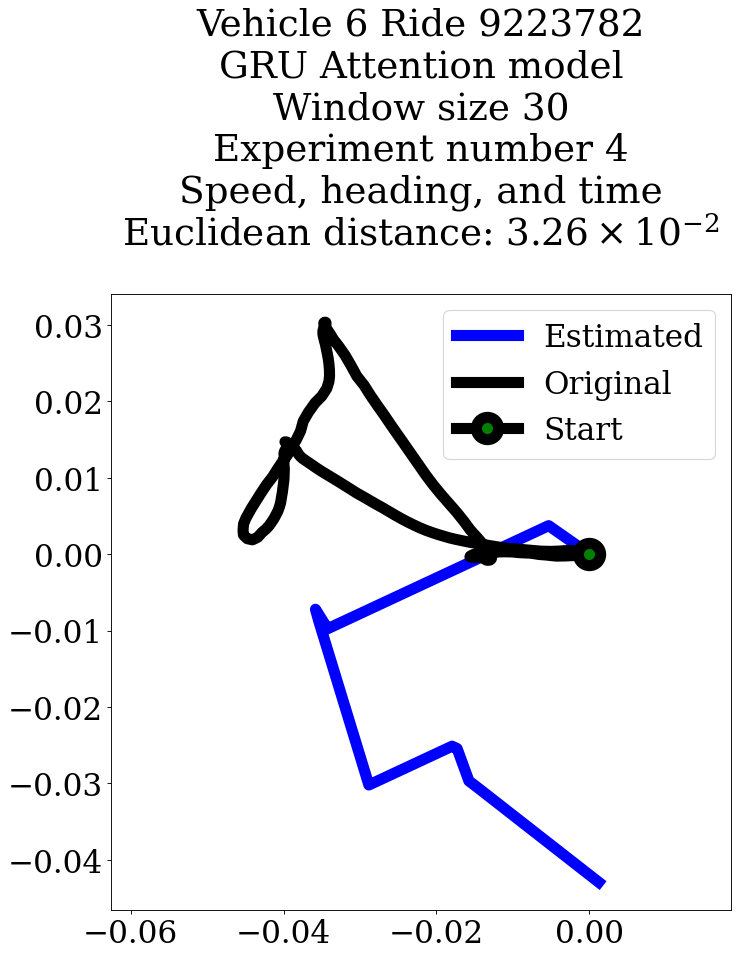 Vehicle 6 Ride 9223782
GRU Attention model
Window size 30
Experiment number 4
Speed, heading, and time
Euclidean distance: 3.26 × 10⁻²
Estimated
Original
Start
0.03
0.02
0.01
0.00
−0.01
−0.02
−0.03
−0.04
−0.06
−0.04
−0.02
0.00